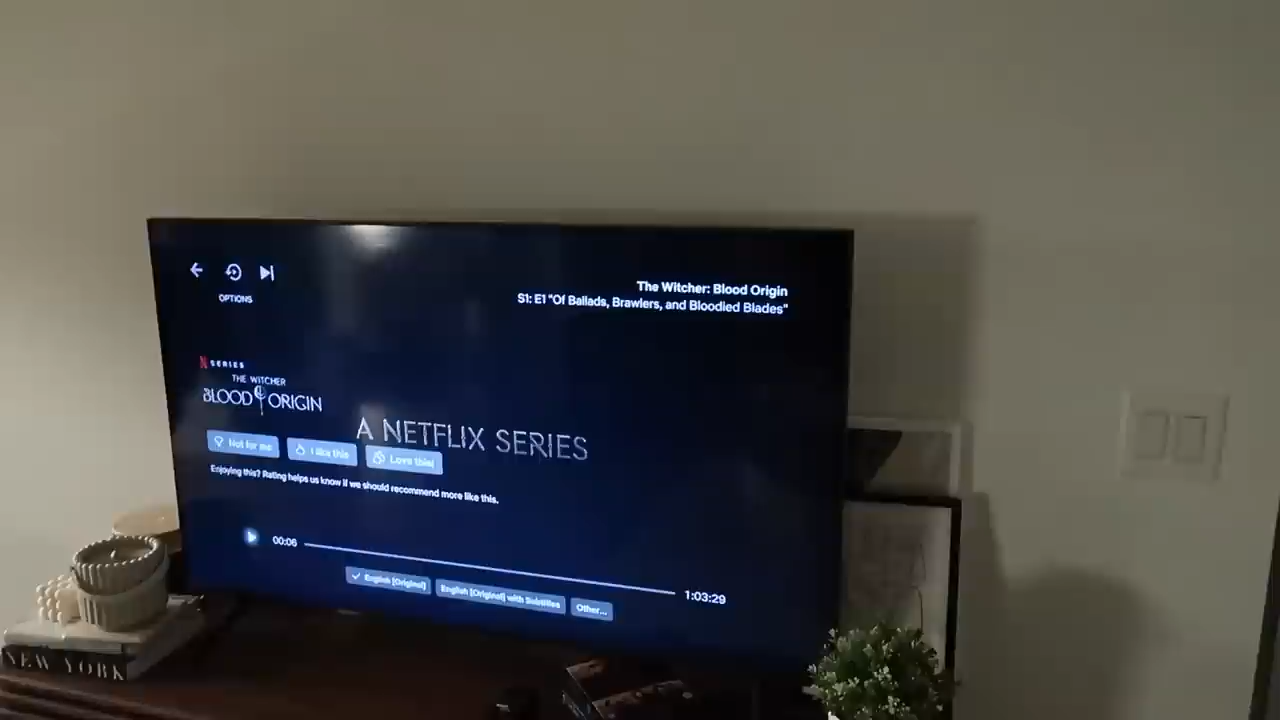 OPTIONS
The Witcher: Blood Origin
S1: E1 "Of Ballads, Brawlers, and Bloodied Blades"
N SERIES
THE WITCHER
BLOOD ORIGIN
A NETFLIX SERIES
Not for me
I like this
Love this!
Enjoying this? Rating helps us know if we should recommend more like this.
00:06
1:03:29
English [Original]
English [Original] with Subtitles
Other...
NEW YORK